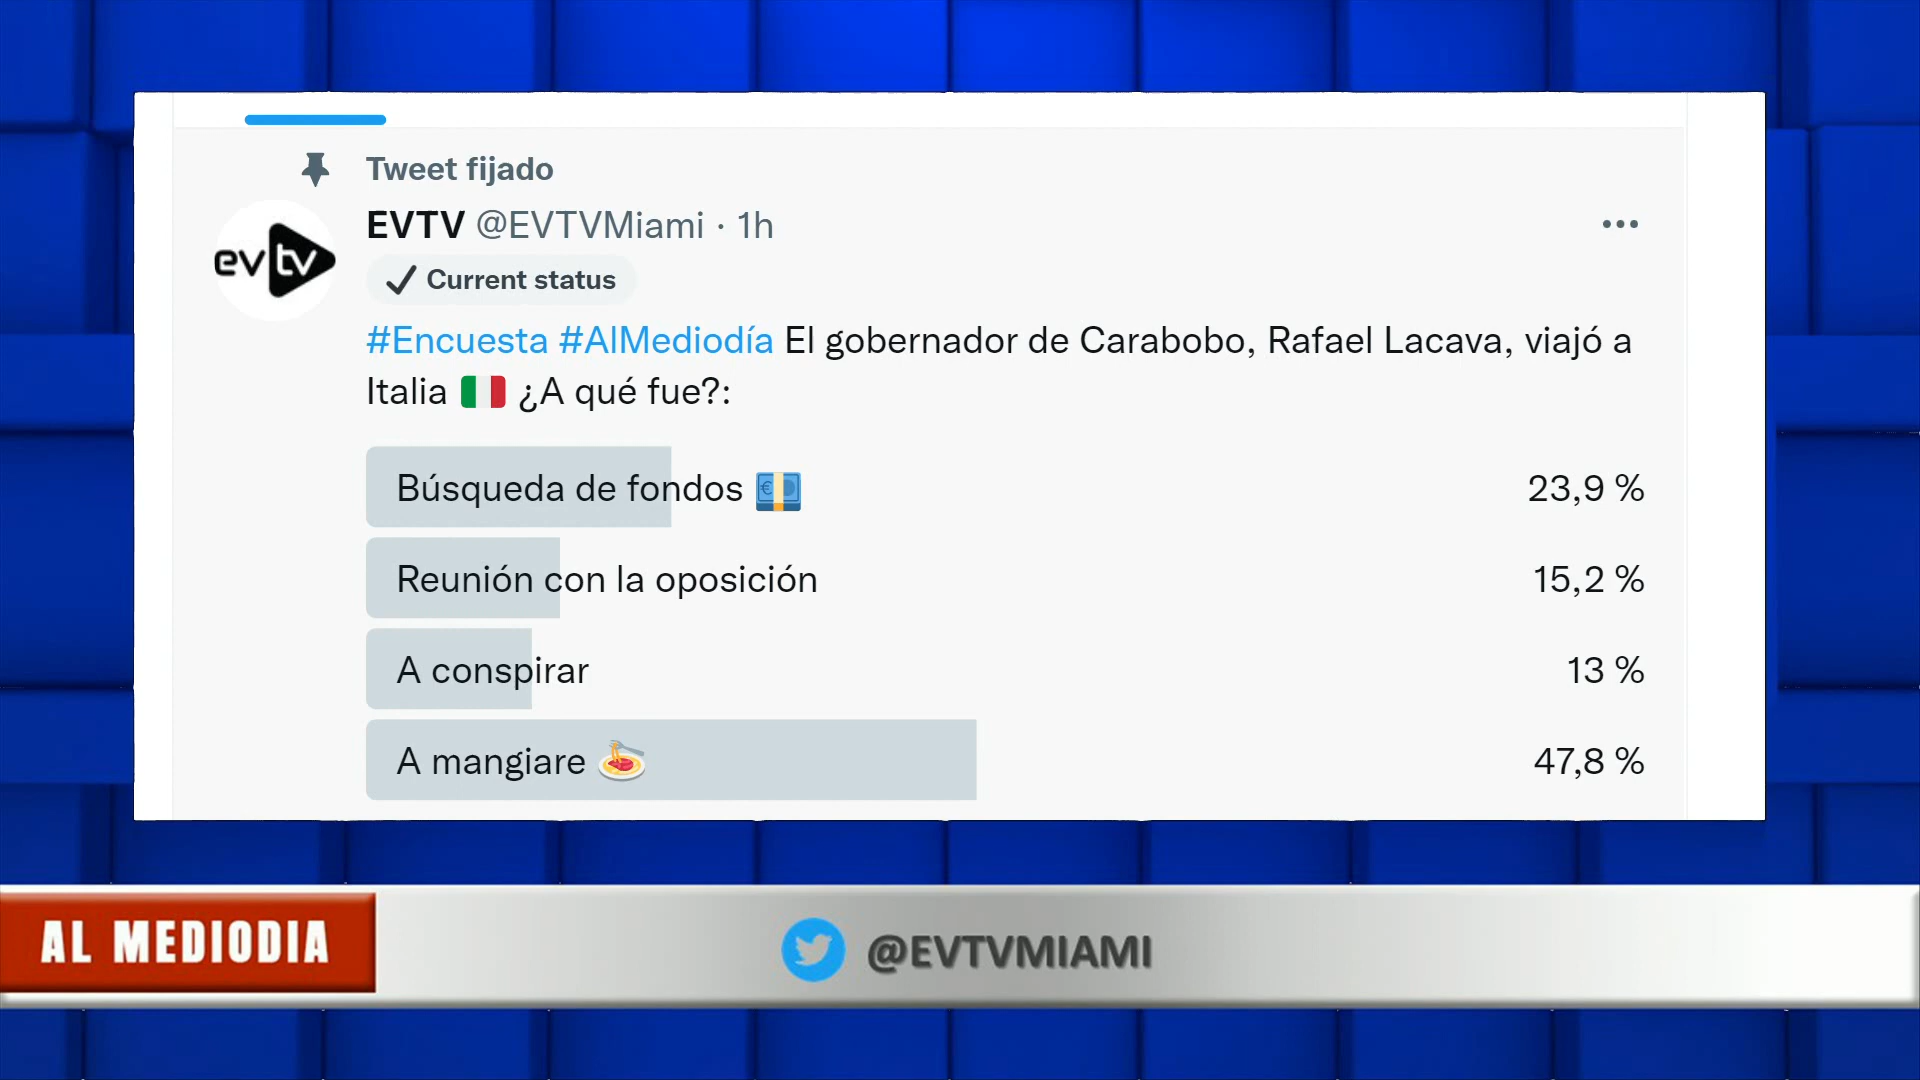 Tweet fijado
EVTV @EVTVMiami · 1h
evtv
Current status
#Encuesta #AlMediodía El gobernador de Carabobo, Rafael Lacava, viajó a
Italia 🇮🇹 ¿A qué fue?:
Búsqueda de fondos 💶 23,9 %
Reunión con la oposición 15,2 %
A conspirar 13 %
A mangiare 🍝 47,8 %
AL MEDIODIA
@EVTVMIAMI